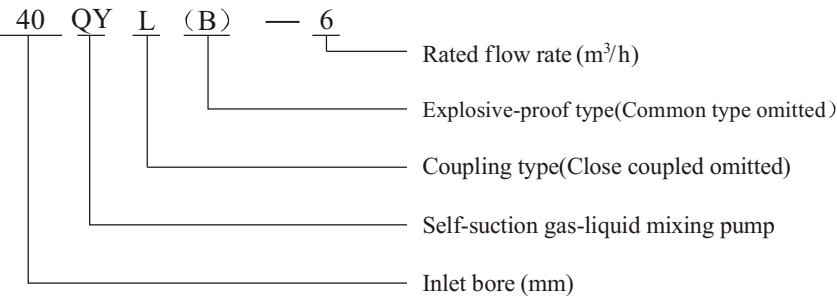 40 QY L （B） — 6
Rated flow rate (m³/h)
Explosive-proof type(Common type omitted）
Coupling type(Close coupled omitted)
Self-suction gas-liquid mixing pump
Inlet bore (mm)